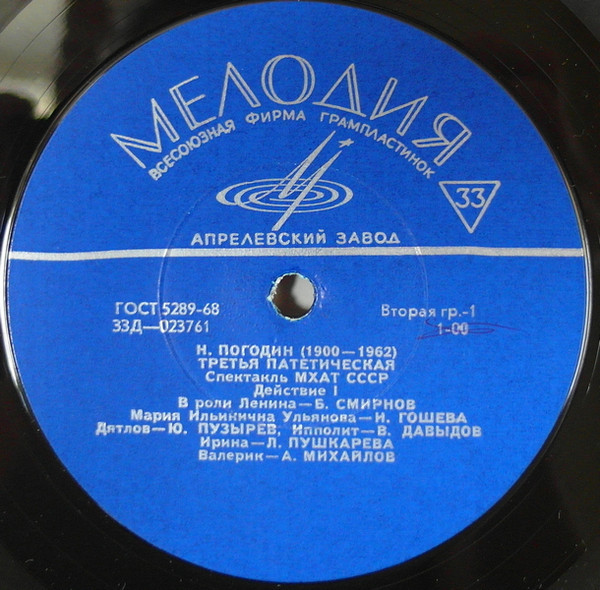 МЕЛОДИЯ
ВСЕСОЮЗНАЯ ФИРМА ГРАМПЛАСТИНОК
33
АПРЕЛЕВСКИЙ ЗАВОД
ГОСТ 5289-68
Вторая гр.-1
33Д—023761
1-00
Н. ПОГОДИН (1900—1962)
ТРЕТЬЯ ПАТЕТИЧЕСКАЯ
Спектакль МХАТ СССР
Действие I
В роли Ленина—Б. СМИРНОВ
Мария Ильинична Ульянова—И. ГОШЕВА
Дятлов—Ю. ПУЗЫРЕВ, Ипполит—В. ДАВЫДОВ
Ирина—Л. ПУШКАРЕВА
Валерик—А. МИХАЙЛОВ